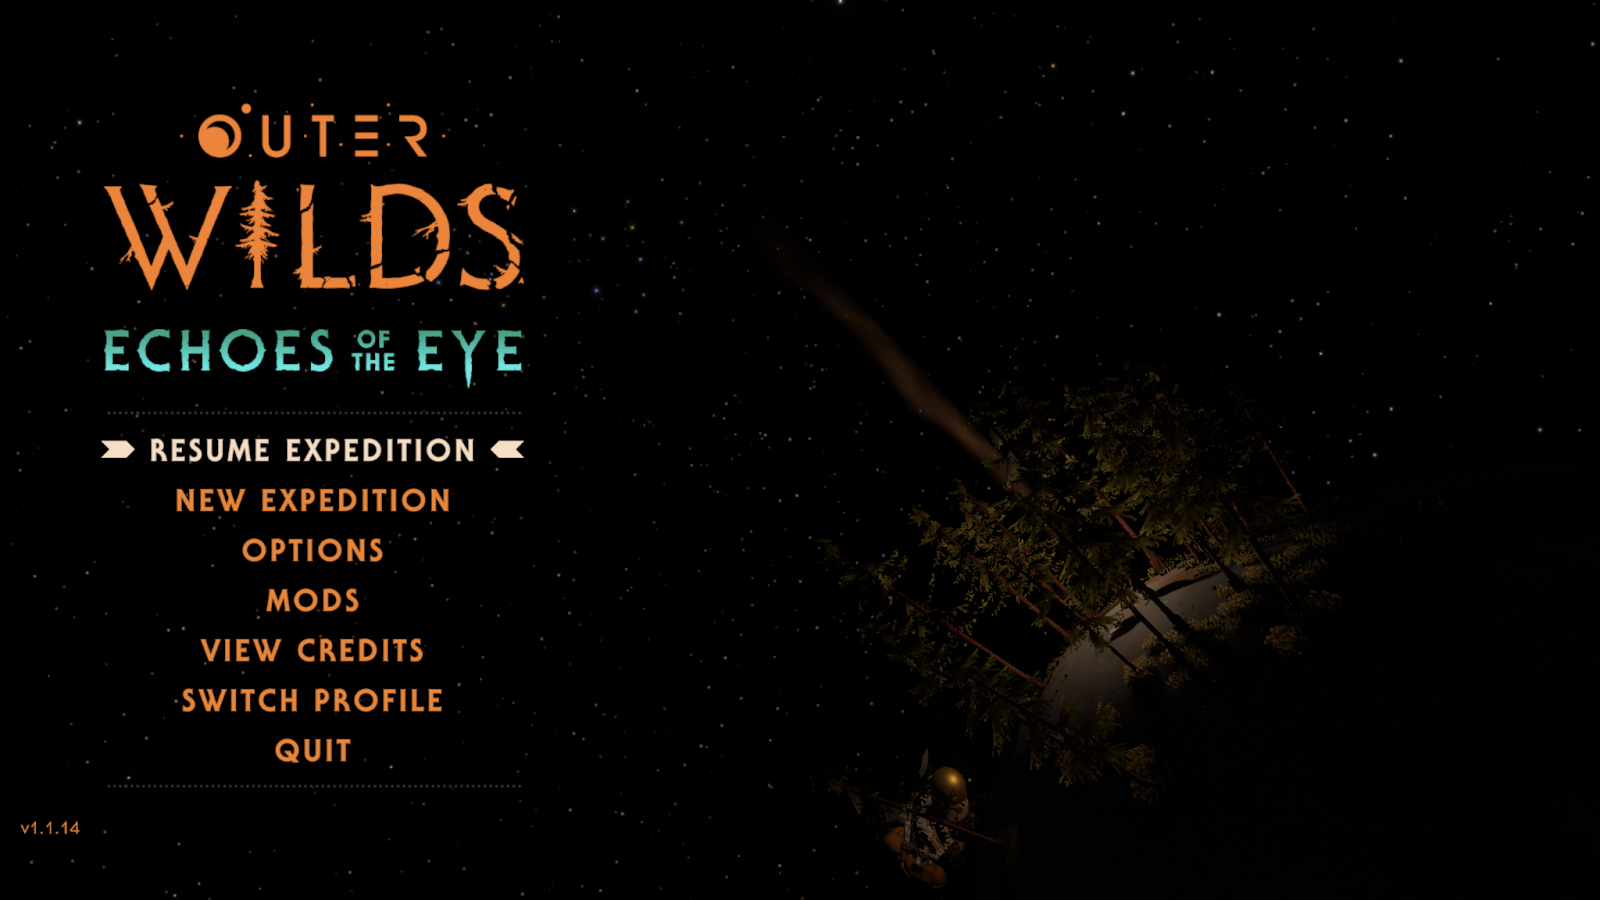 OUTER
WILDS
ECHOES OF THE EYE
RESUME EXPEDITION
NEW EXPEDITION
OPTIONS
MODS
VIEW CREDITS
SWITCH PROFILE
QUIT
v1.1.14